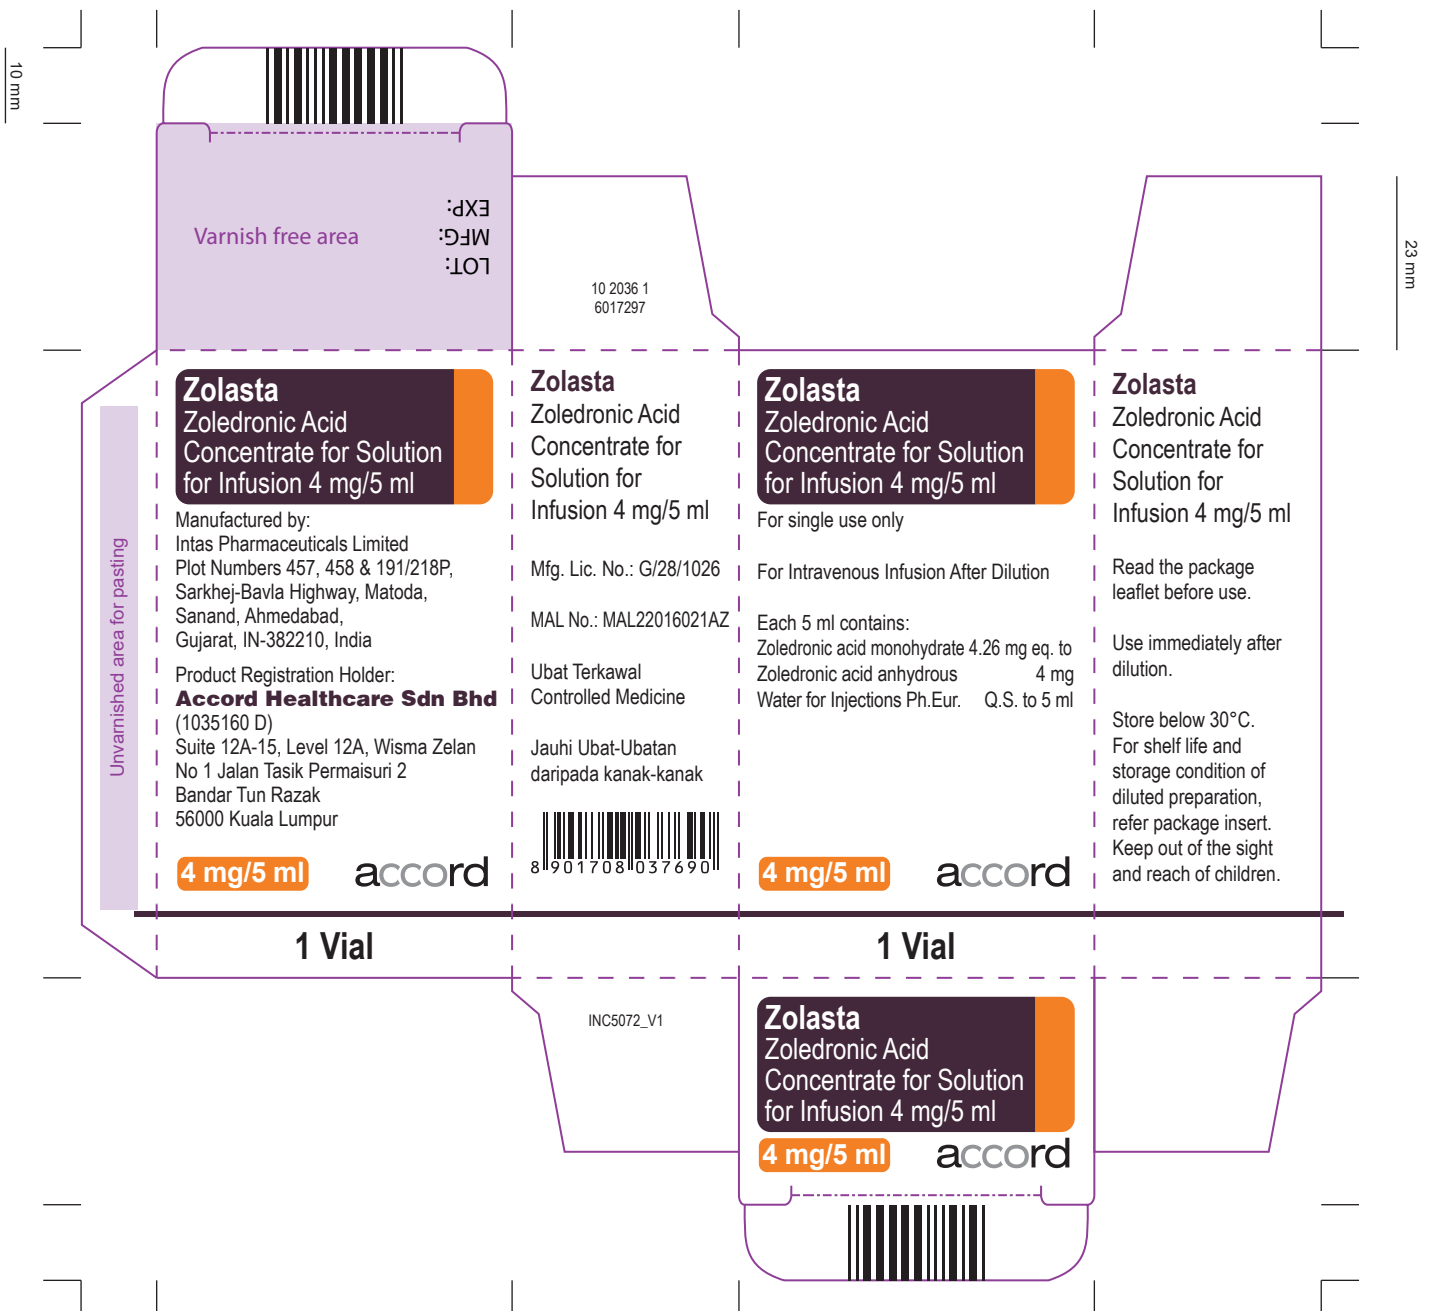 10 mm
Varnish free area
EXP:
MFG:
LOT:
10 2036 1
6017297
23 mm
Unvarnished area for pasting
Zolasta
Zoledronic Acid
Concentrate for Solution
for Infusion 4 mg/5 ml
Manufactured by:
Intas Pharmaceuticals Limited
Plot Numbers 457, 458 & 191/218P,
Sarkhej-Bavla Highway, Matoda,
Sanand, Ahmedabad,
Gujarat, IN-382210, India
Product Registration Holder:
Accord Healthcare Sdn Bhd
(1035160 D)
Suite 12A-15, Level 12A, Wisma Zelan
No 1 Jalan Tasik Permaisuri 2
Bandar Tun Razak
56000 Kuala Lumpur
4 mg/5 ml
accord
1 Vial
Zolasta
Zoledronic Acid
Concentrate for
Solution for
Infusion 4 mg/5 ml
Mfg. Lic. No.: G/28/1026
MAL No.: MAL22016021AZ
Ubat Terkawal
Controlled Medicine
Jauhi Ubat-Ubatan
daripada kanak-kanak
8 901708 037690
Zolasta
Zoledronic Acid
Concentrate for Solution
for Infusion 4 mg/5 ml
For single use only
For Intravenous Infusion After Dilution
Each 5 ml contains:
Zoledronic acid monohydrate 4.26 mg eq. to
Zoledronic acid anhydrous 4 mg
Water for Injections Ph.Eur. Q.S. to 5 ml
4 mg/5 ml
accord
1 Vial
Zolasta
Zoledronic Acid
Concentrate for
Solution for
Infusion 4 mg/5 ml
Read the package
leaflet before use.
Use immediately after
dilution.
Store below 30°C.
For shelf life and
storage condition of
diluted preparation,
refer package insert.
Keep out of the sight
and reach of children.
INC5072_V1
Zolasta
Zoledronic Acid
Concentrate for Solution
for Infusion 4 mg/5 ml
4 mg/5 ml
accord